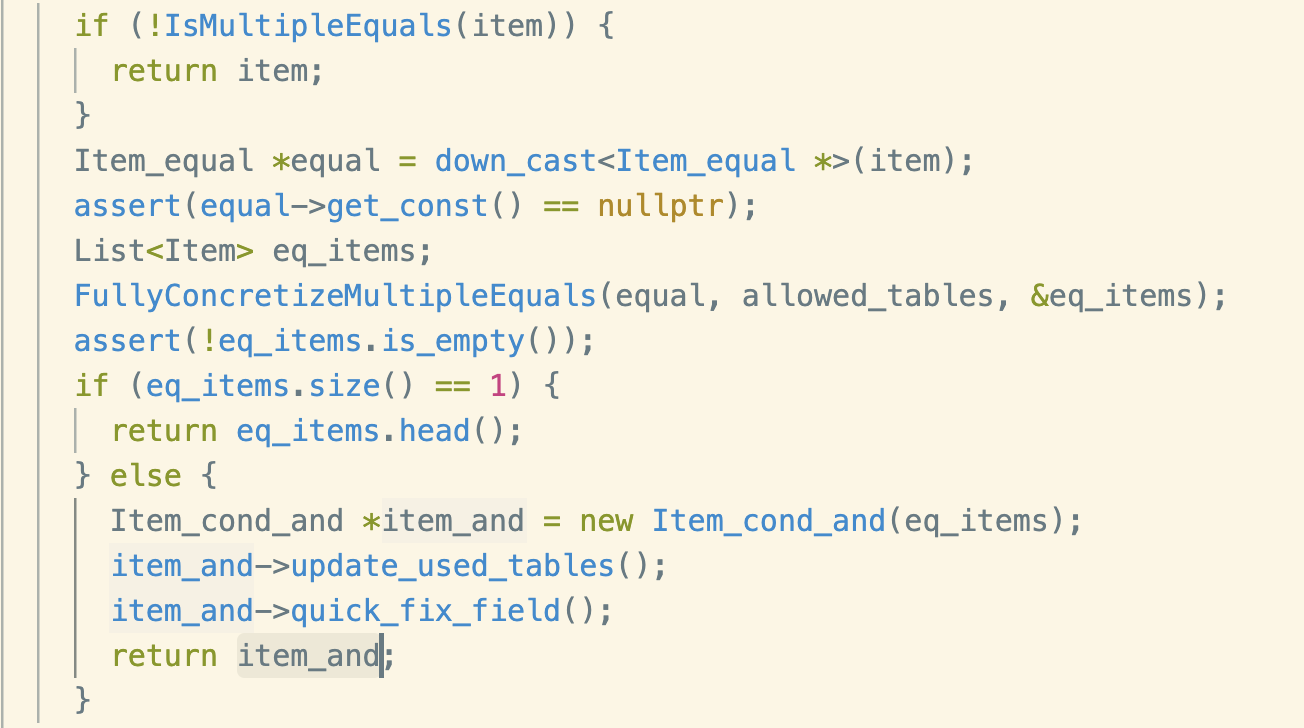 if (!IsMultipleEquals(item)) {
return item;
}
Item_equal *equal = down_cast<Item_equal *>(item);
assert(equal->get_const() == nullptr);
List<Item> eq_items;
FullyConcretizeMultipleEquals(equal, allowed_tables, &eq_items);
assert(!eq_items.is_empty());
if (eq_items.size() == 1) {
return eq_items.head();
} else {
Item_cond_and *item_and = new Item_cond_and(eq_items);
item_and->update_used_tables();
item_and->quick_fix_field();
return item_and;
}